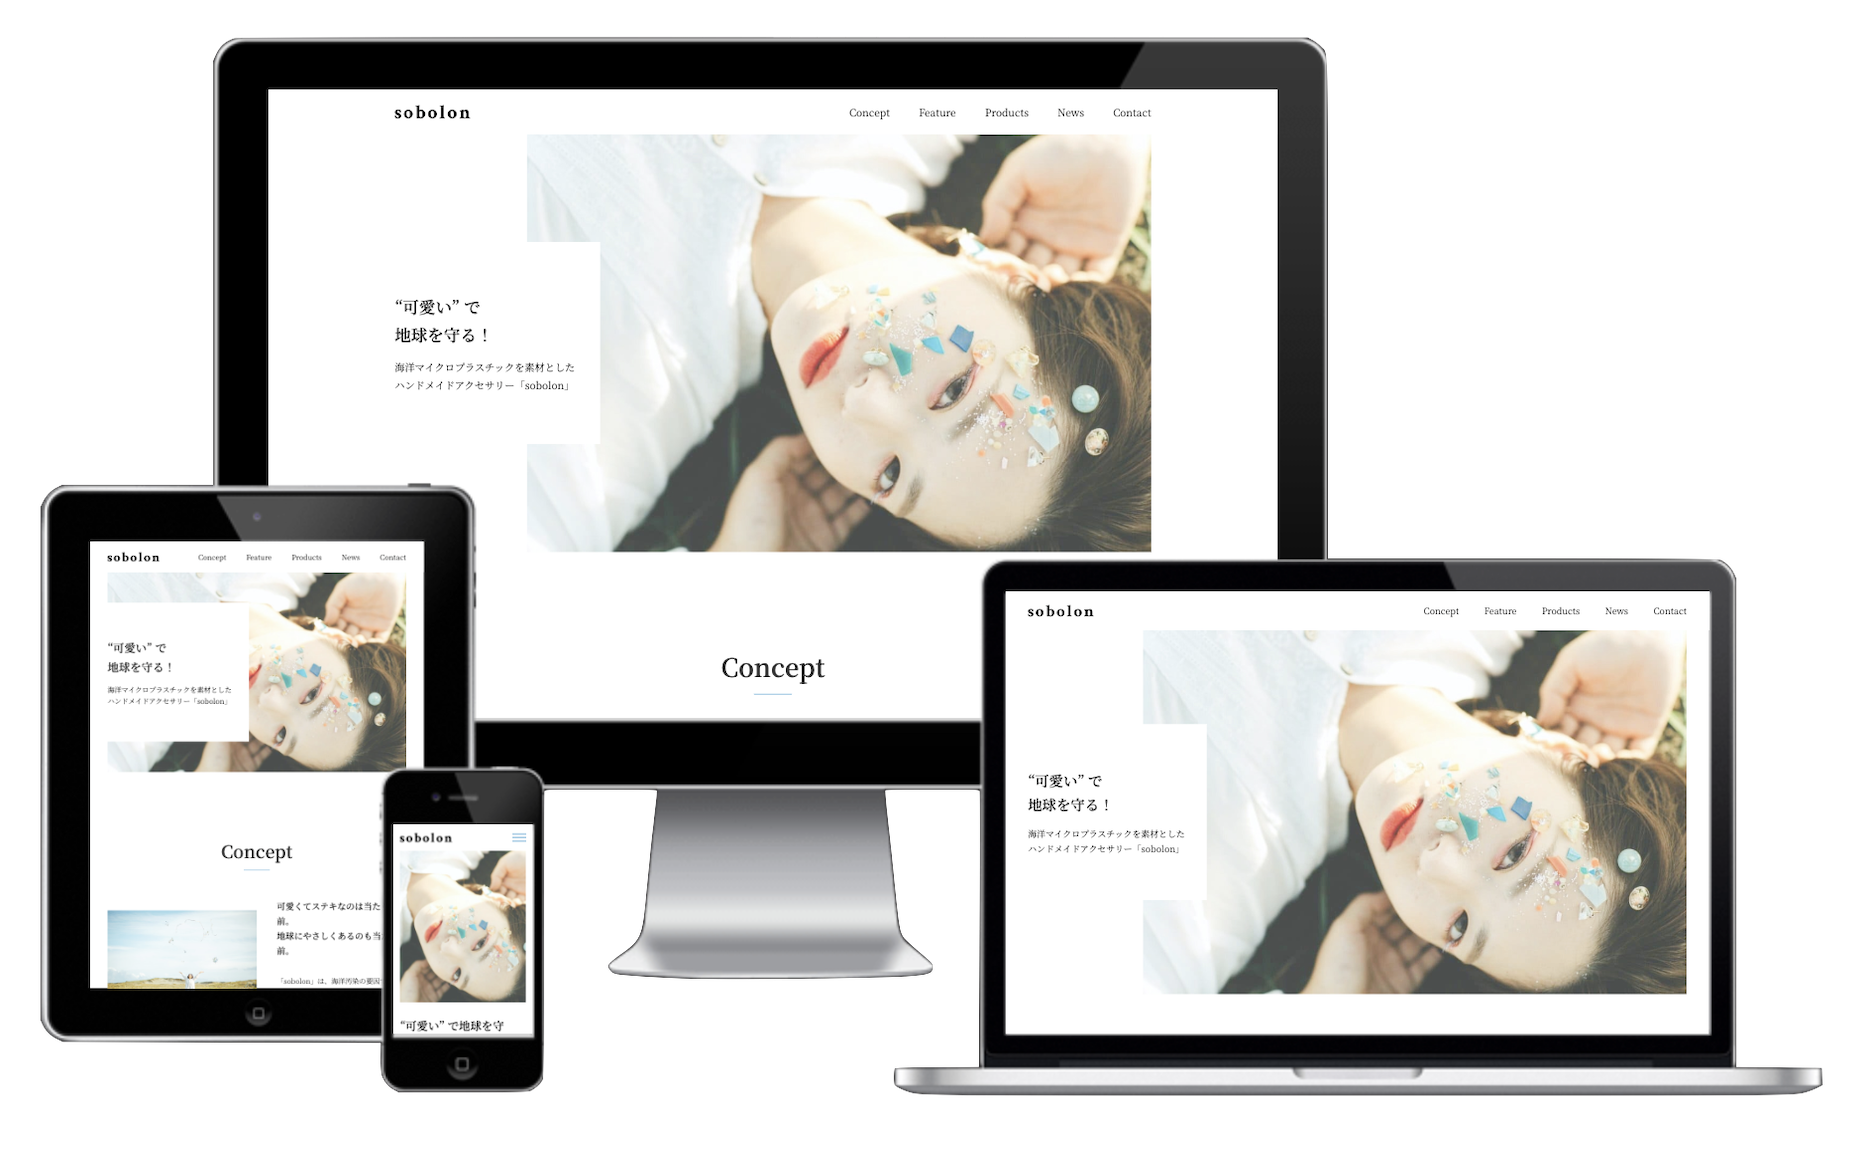 sobolon
Concept Feature Products News Contact
“可愛い” で
地球を守る！
海洋マイクロプラスチックを素材とした
ハンドメイドアクセサリー「sobolon」
Concept
sobolon
Concept Feature Products News Contact
“可愛い” で
地球を守る！
海洋マイクロプラスチックを素材とした
ハンドメイドアクセサリー「sobolon」
Concept
可愛くてステキなのは当た
前。
地球にやさしくあるのも当
前。
「sobolon」は、海洋汚染の要因
sobolon
“可愛い” で地球を守
sobolon
Concept Feature Products News Contact
“可愛い” で
地球を守る！
海洋マイクロプラスチックを素材とした
ハンドメイドアクセサリー「sobolon」